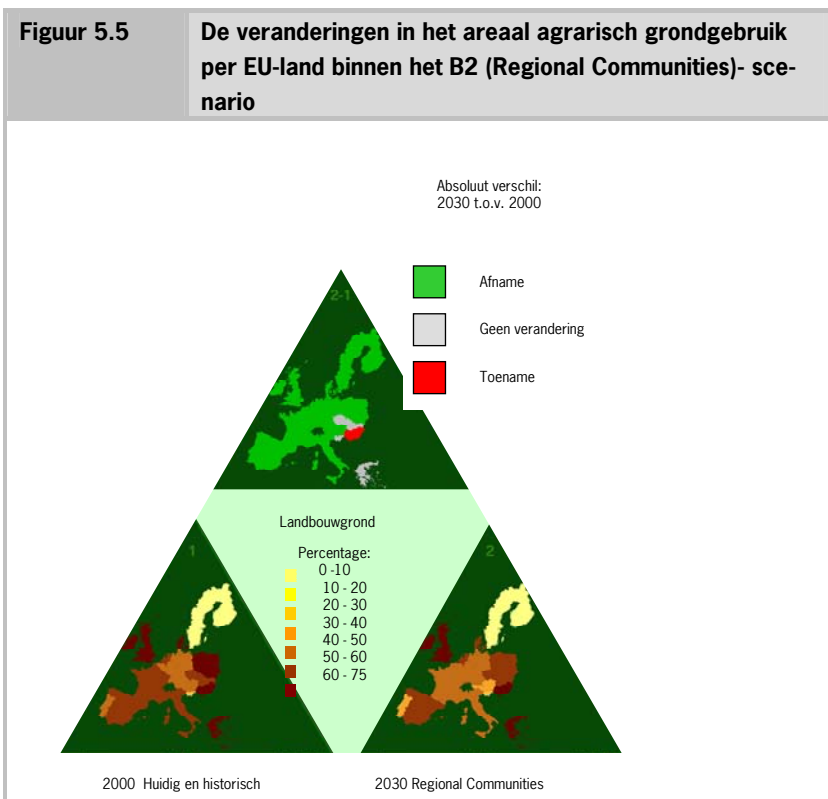 Figuur 5.5
De veranderingen in het areaal agrarisch grondgebruik
per EU-land binnen het B2 (Regional Communities)- sce-
nario
Absoluut verschil:
2030 t.o.v. 2000
2-1
Afname
Geen verandering
Toename
Landbouwgrond
Percentage:
0 -10
10 - 20
20 - 30
30 - 40
40 - 50
50 - 60
60 - 75
1
2
2000 Huidig en historisch
2030 Regional Communities